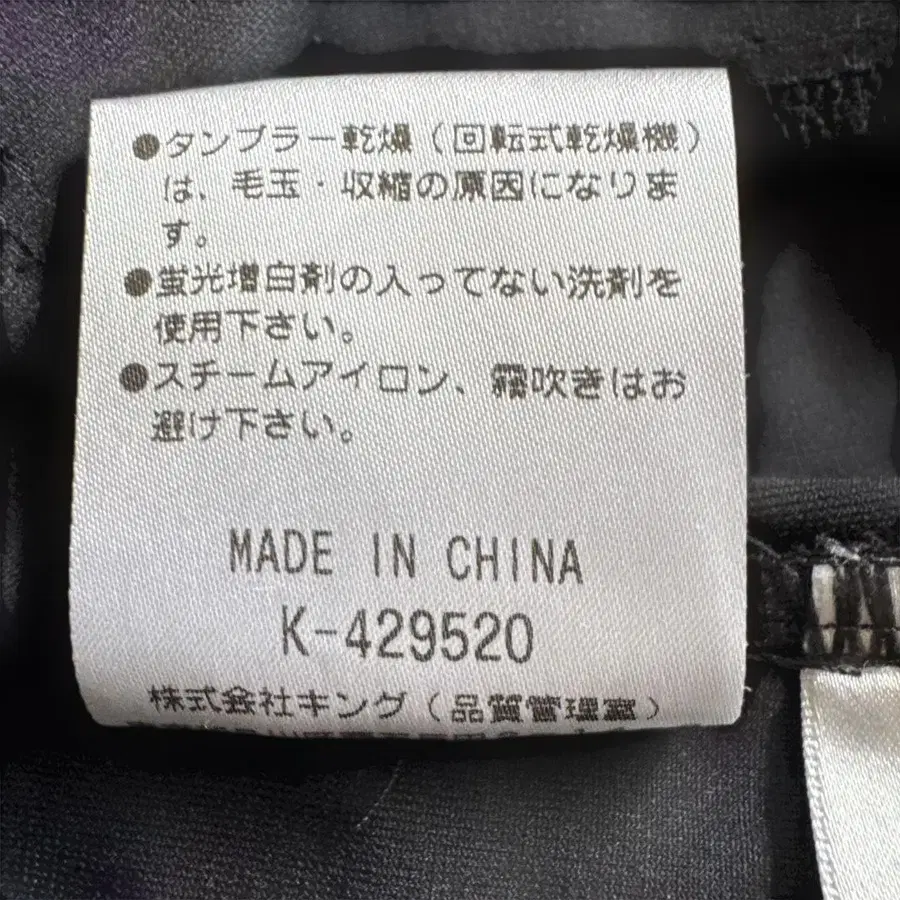 ●タンブラー乾燥（回転式乾燥機）
は、毛玉・収縮の原因になりま
す。
●蛍光増白剤の入ってない洗剤を
使用下さい。
●スチームアイロン、霧吹きはお
避け下さい。
MADE IN CHINA
K-429520
株式会社キング（品質管理室）